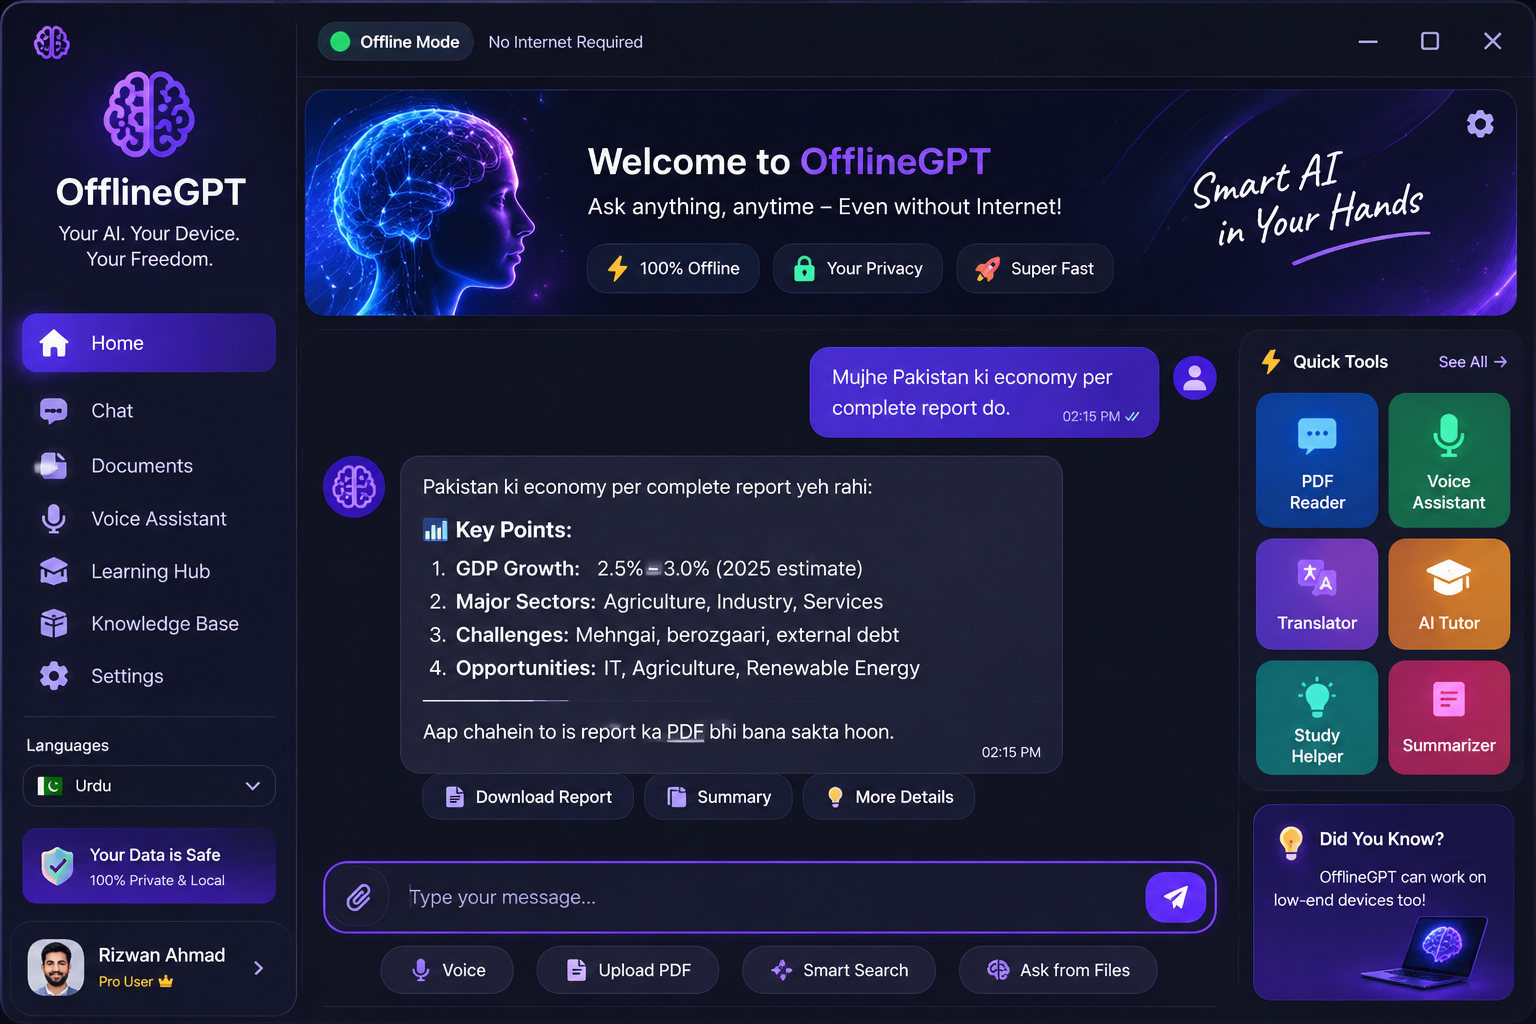 OfflineGPT
Your AI. Your Device.
Your Freedom.
Home
Chat
Documents
Voice Assistant
Learning Hub
Knowledge Base
Settings
Languages
Urdu
Your Data is Safe
100% Private & Local
Rizwan Ahmad
Pro User
Offline Mode
No Internet Required
Welcome to OfflineGPT
Ask anything, anytime – Even without Internet!
100% Offline
Your Privacy
Super Fast
Smart AI
in Your Hands
Mujhe Pakistan ki economy per
complete report do.
02:15 PM
Pakistan ki economy per complete report yeh rahi:
Key Points:
1. GDP Growth: 2.5% – 3.0% (2025 estimate)
2. Major Sectors: Agriculture, Industry, Services
3. Challenges: Mehngai, berozgaari, external debt
4. Opportunities: IT, Agriculture, Renewable Energy
Aap chahein to is report ka PDF bhi bana sakta hoon.
02:15 PM
Download Report
Summary
More Details
Type your message...
Voice
Upload PDF
Smart Search
Ask from Files
Quick Tools
See All →
PDF
Reader
Voice
Assistant
Translator
AI Tutor
Study
Helper
Summarizer
Did You Know?
OfflineGPT can work on
low-end devices too!